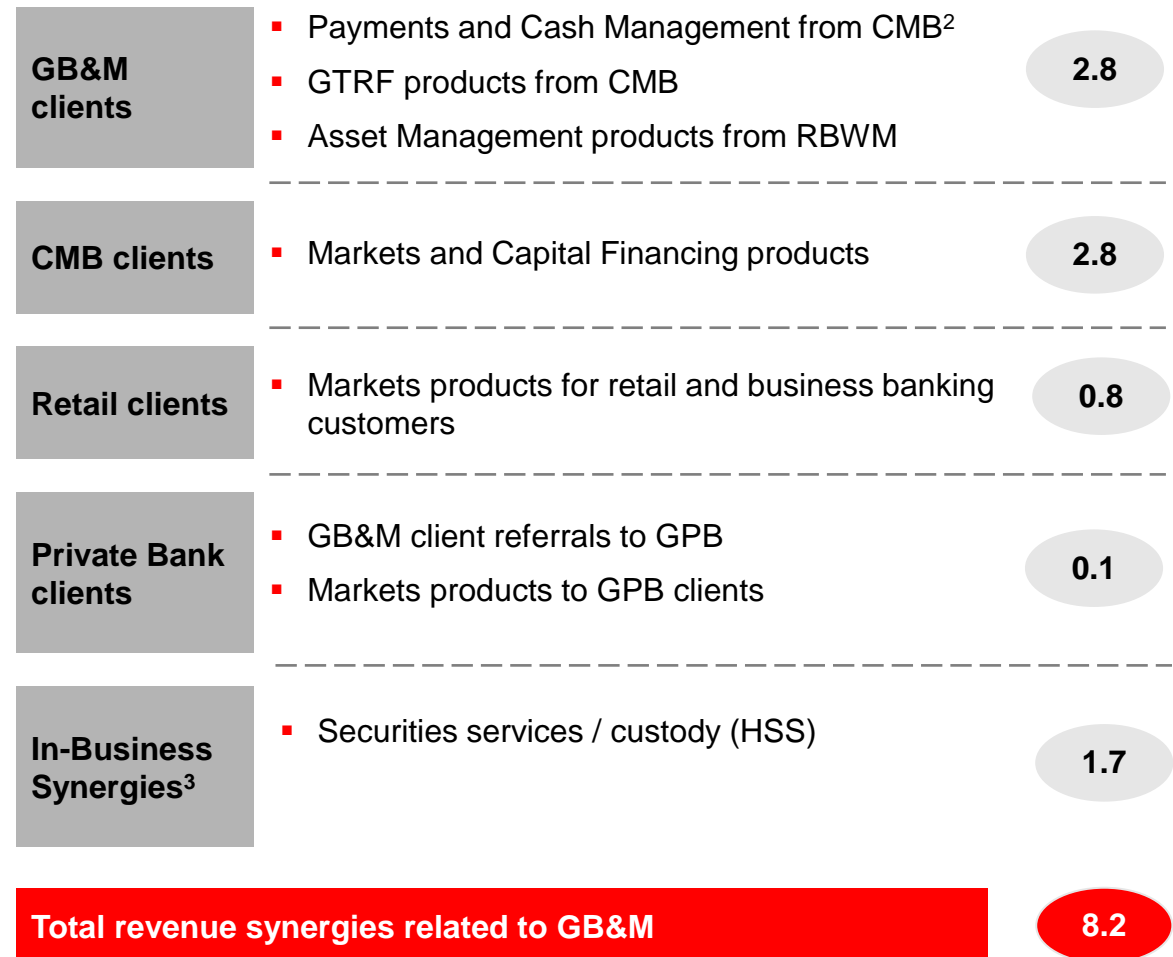 GB&M
clients
▪ Payments and Cash Management from CMB²
▪ GTRF products from CMB
▪ Asset Management products from RBWM
2.8
CMB clients
▪ Markets and Capital Financing products
2.8
Retail clients
▪ Markets products for retail and business banking
customers
0.8
Private Bank
clients
▪ GB&M client referrals to GPB
▪ Markets products to GPB clients
0.1
In-Business
Synergies³
▪ Securities services / custody (HSS)
1.7
Total revenue synergies related to GB&M
8.2